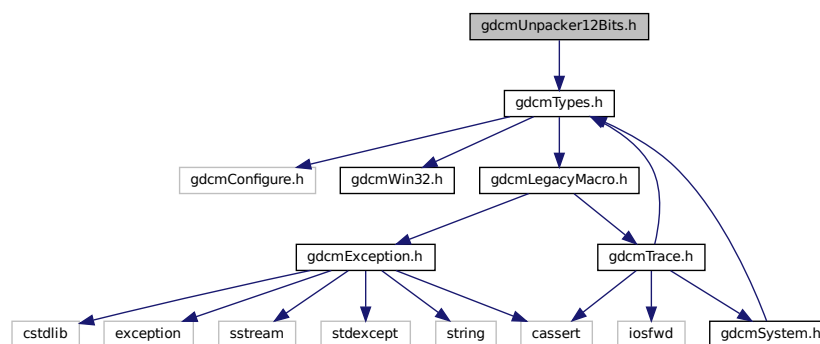 gdcmUnpacker12Bits.h
gdcmTypes.h
gdcmConfigure.h
gdcmWin32.h
gdcmLegacyMacro.h
gdcmException.h
gdcmTrace.h
cstdlib
exception
sstream
stdexcept
string
cassert
iosfwd
gdcmSystem.h